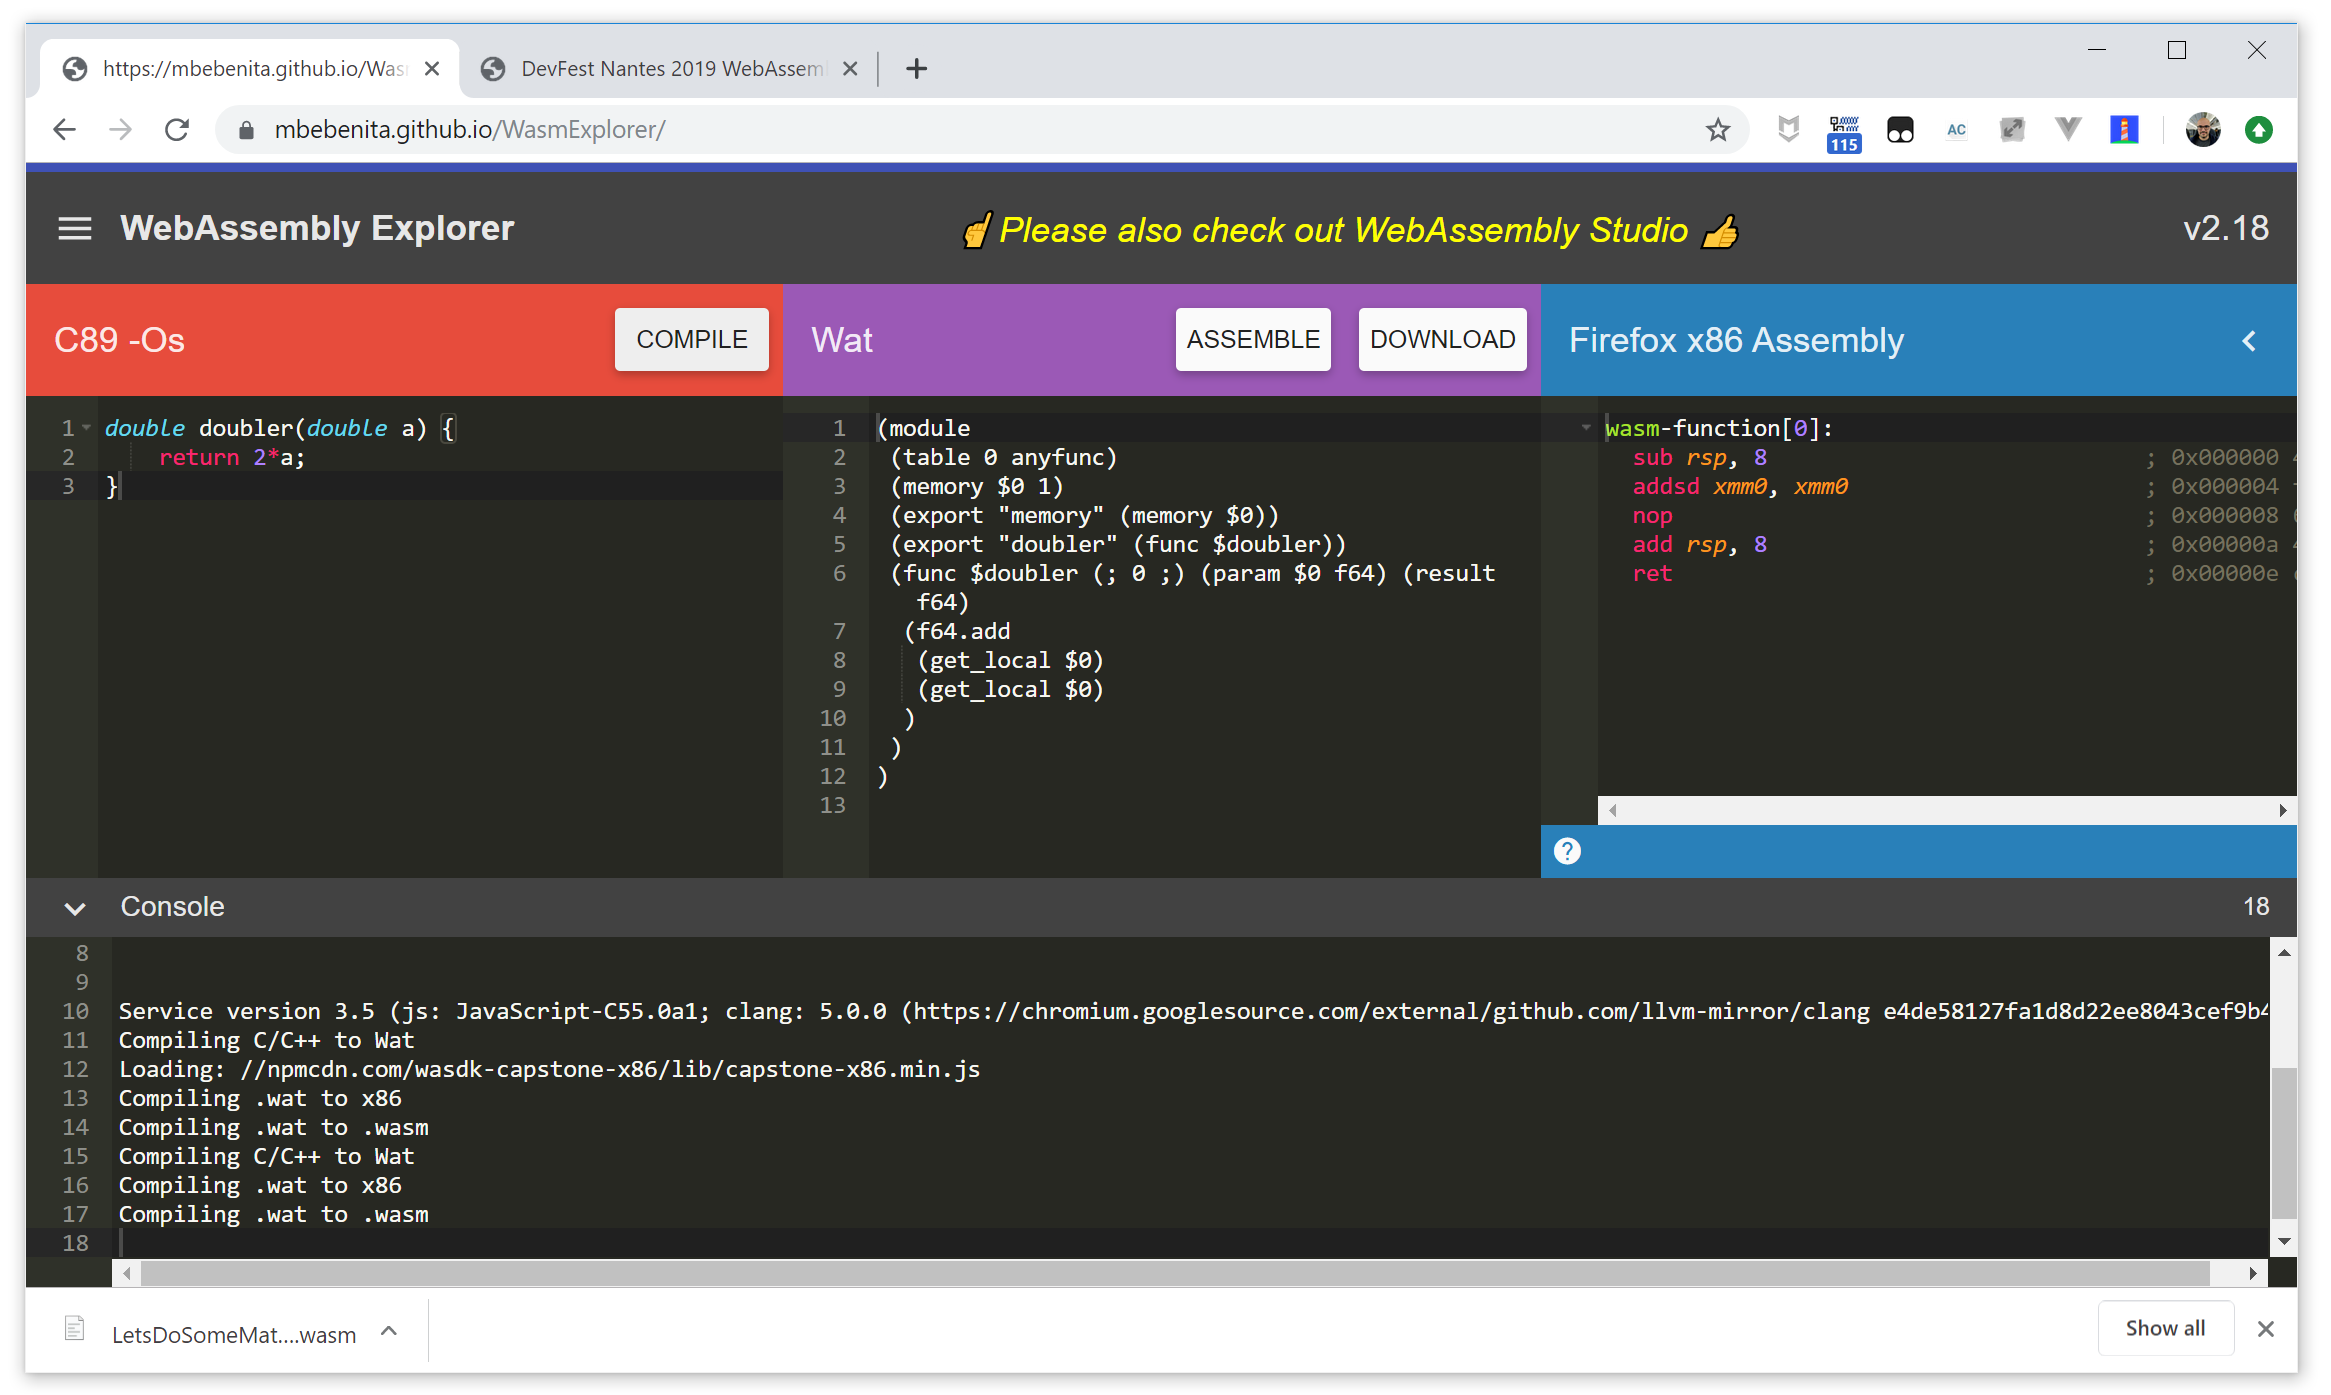 https://mbebenita.github.io/Was
DevFest Nantes 2019 WebAssem
mbebenita.github.io/WasmExplorer/
115
AC
WebAssembly Explorer
☝Please also check out WebAssembly Studio 👍
v2.18
C89 -Os
COMPILE
Wat
ASSEMBLE
DOWNLOAD
Firefox x86 Assembly
1 double doubler(double a) {
2 return 2*a;
3 }
1 (module
2 (table 0 anyfunc)
3 (memory $0 1)
4 (export "memory" (memory $0))
5 (export "doubler" (func $doubler))
6 (func $doubler (; 0 ;) (param $0 f64) (result
f64)
7 (f64.add
8 (get_local $0)
9 (get_local $0)
10 )
11 )
12 )
13
wasm-function[0]:
sub rsp, 8 ; 0x000000
addsd xmm0, xmm0 ; 0x000004
nop ; 0x000008
add rsp, 8 ; 0x00000a
ret ; 0x00000e
?
Console
18
8
9
10 Service version 3.5 (js: JavaScript-C55.0a1; clang: 5.0.0 (https://chromium.googlesource.com/external/github.com/llvm-mirror/clang e4de58127fa1d8d22ee8043cef9b4
11 Compiling C/C++ to Wat
12 Loading: //npmcdn.com/wasdk-capstone-x86/lib/capstone-x86.min.js
13 Compiling .wat to x86
14 Compiling .wat to .wasm
15 Compiling C/C++ to Wat
16 Compiling .wat to x86
17 Compiling .wat to .wasm
18
LetsDoSomeMat....wasm
Show all